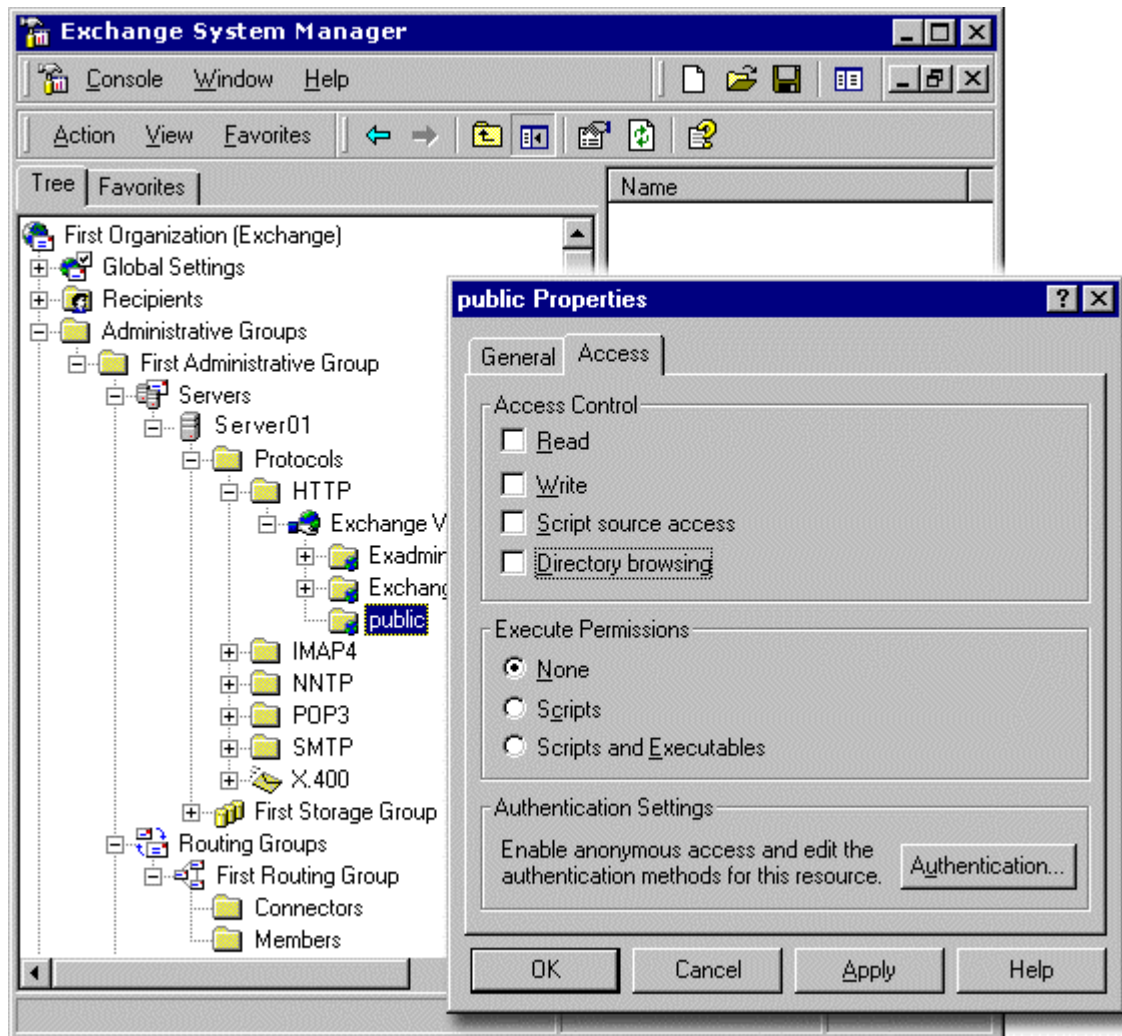 Exchange System Manager
Console Window Help
Action View Favorites
Tree Favorites
Name
First Organization (Exchange)
Global Settings
Recipients
Administrative Groups
First Administrative Group
Servers
Server01
Protocols
HTTP
Exchange V
Exadmin
Exchang
public
IMAP4
NNTP
POP3
SMTP
X.400
First Storage Group
Routing Groups
First Routing Group
Connectors
Members
public Properties
General Access
Access Control
Read
Write
Script source access
Directory browsing
Execute Permissions
None
Scripts
Scripts and Executables
Authentication Settings
Enable anonymous access and edit the
authentication methods for this resource.
Authentication...
OK Cancel Apply Help